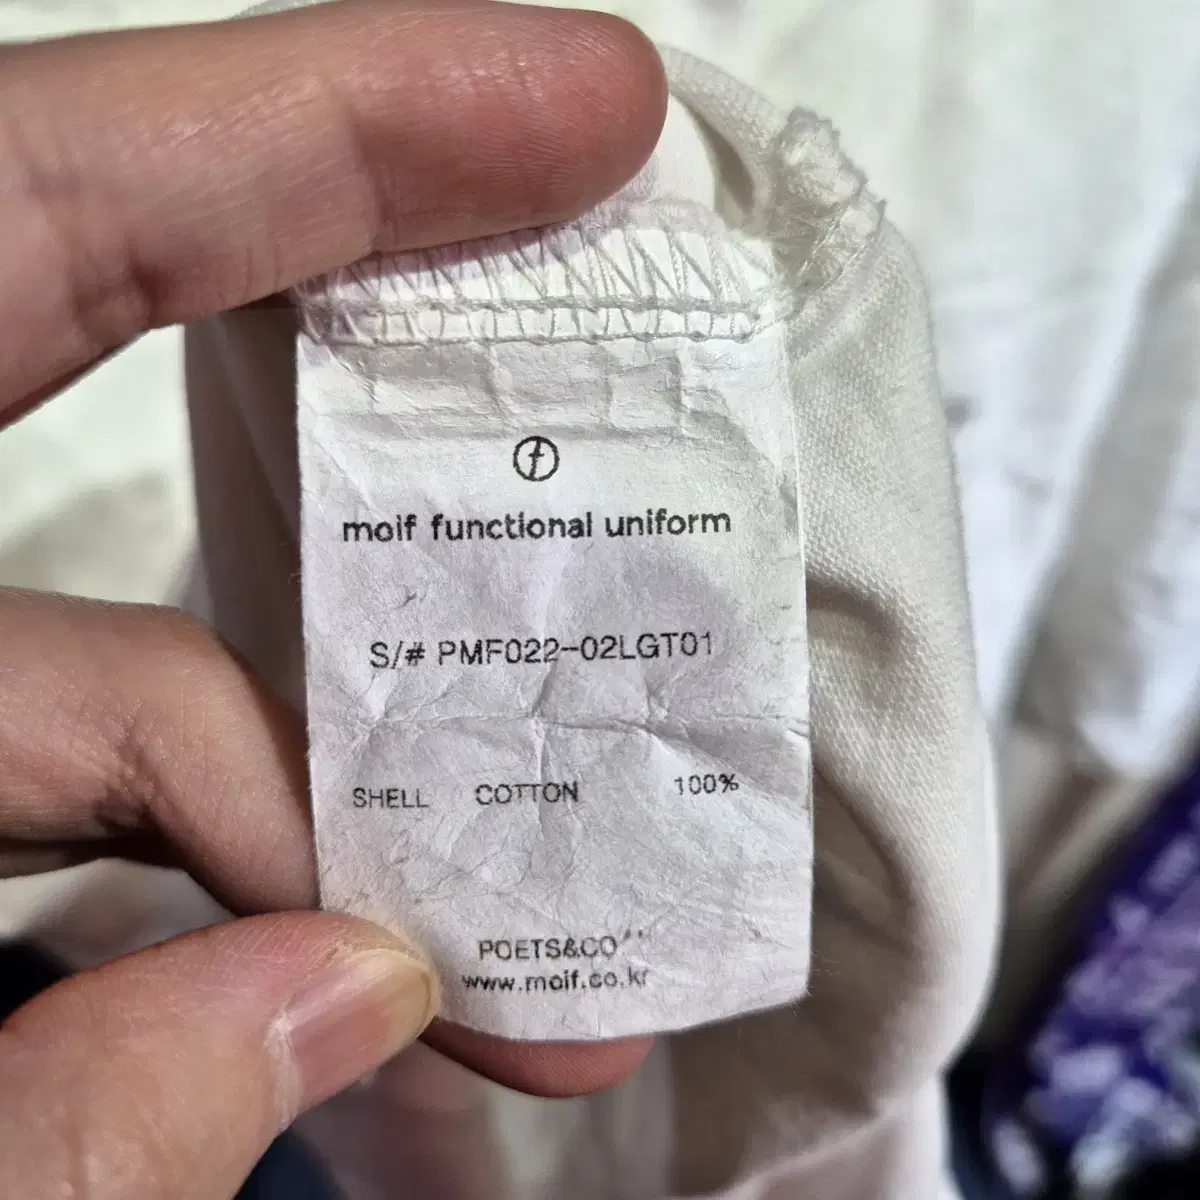 moif functional uniform
S/# PMF022-02LGT01
SHELL COTTON 100%
POETS&CO
www.moif.co.kr